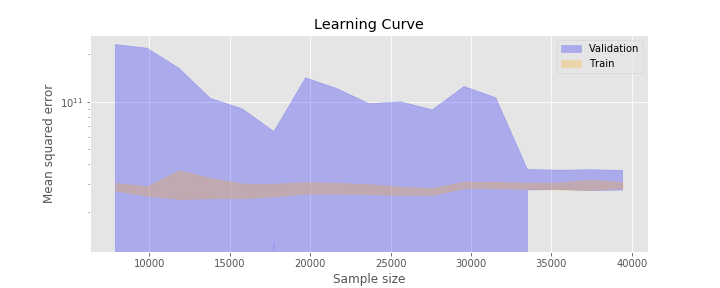 Learning Curve
Validation
Train
Mean squared error
10¹¹
10000 15000 20000 25000 30000 35000 40000
Sample size